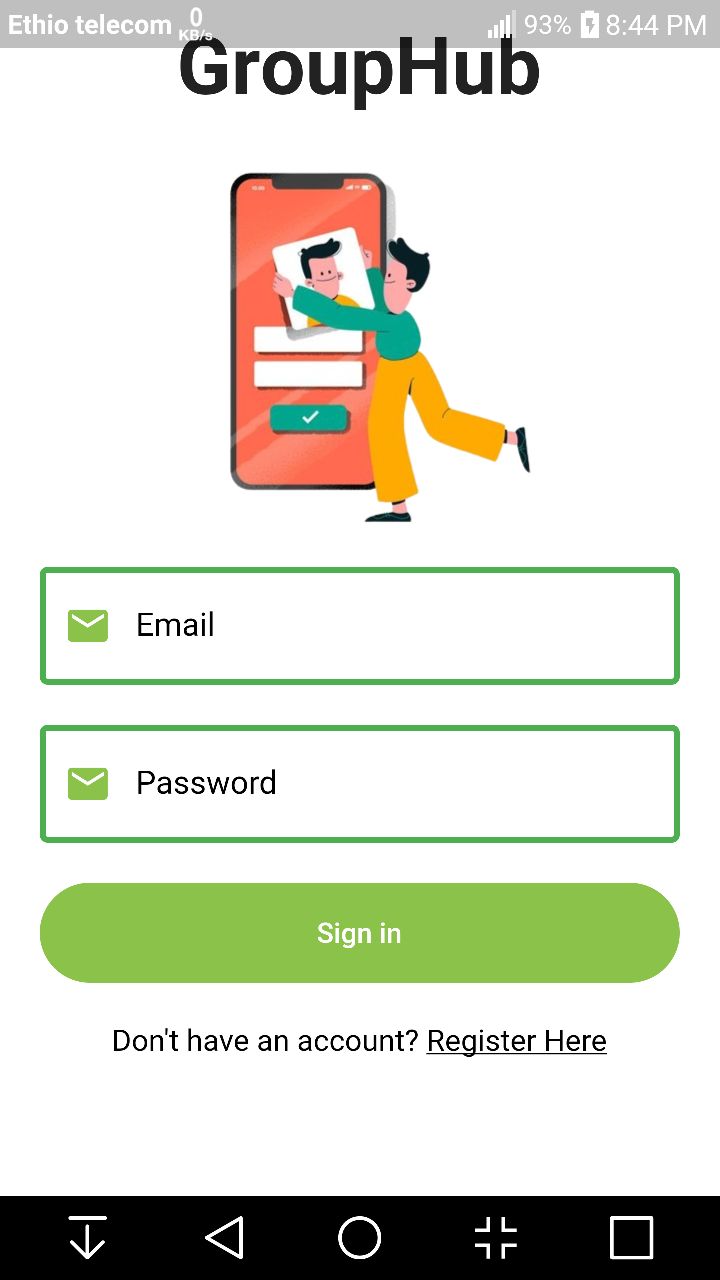 Ethio telecom 0 KB/s 93% 8:44 PM
GroupHub
Email
Password
Sign in
Don't have an account? Register Here